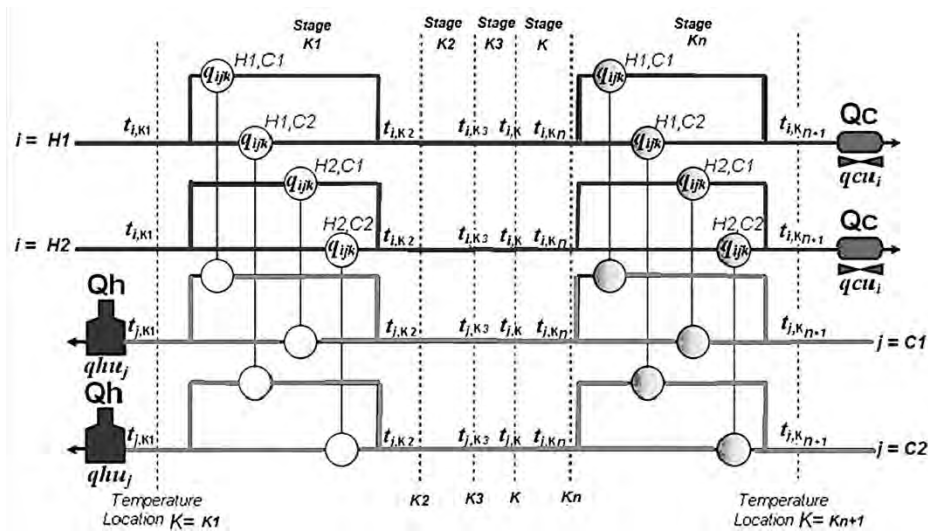 Stage
K1
Stage
K2
Stage
K3
Stage
K
Stage
Kn
H1,C1
qijk
H1,C1
qijk
i = H1
ti,K1
H1,C2
qijk
ti,K2
ti,K3
ti,K
ti,Kn
H1,C2
qijk
ti,Kn+1
Qc
qcui
H2,C1
qijk
H2,C1
qijk
i = H2
ti,K1
H2,C2
qijk
ti,K2
ti,K3
ti,K
ti,Kn
H2,C2
qijk
ti,Kn+1
Qc
qcui
Qh
qhuj
tj,K1
ti,K2
tj,K3
tj,K
tj,Kn
ti,Kn+1
j = C1
Qh
qhuj
tj,K1
ti,K2
tj,K3
tj,K
tj,Kn
ti,Kn+1
j = C2
Temperature
Location K= K1
K2
K3
K
Kn
Temperature
Location K= Kn+1